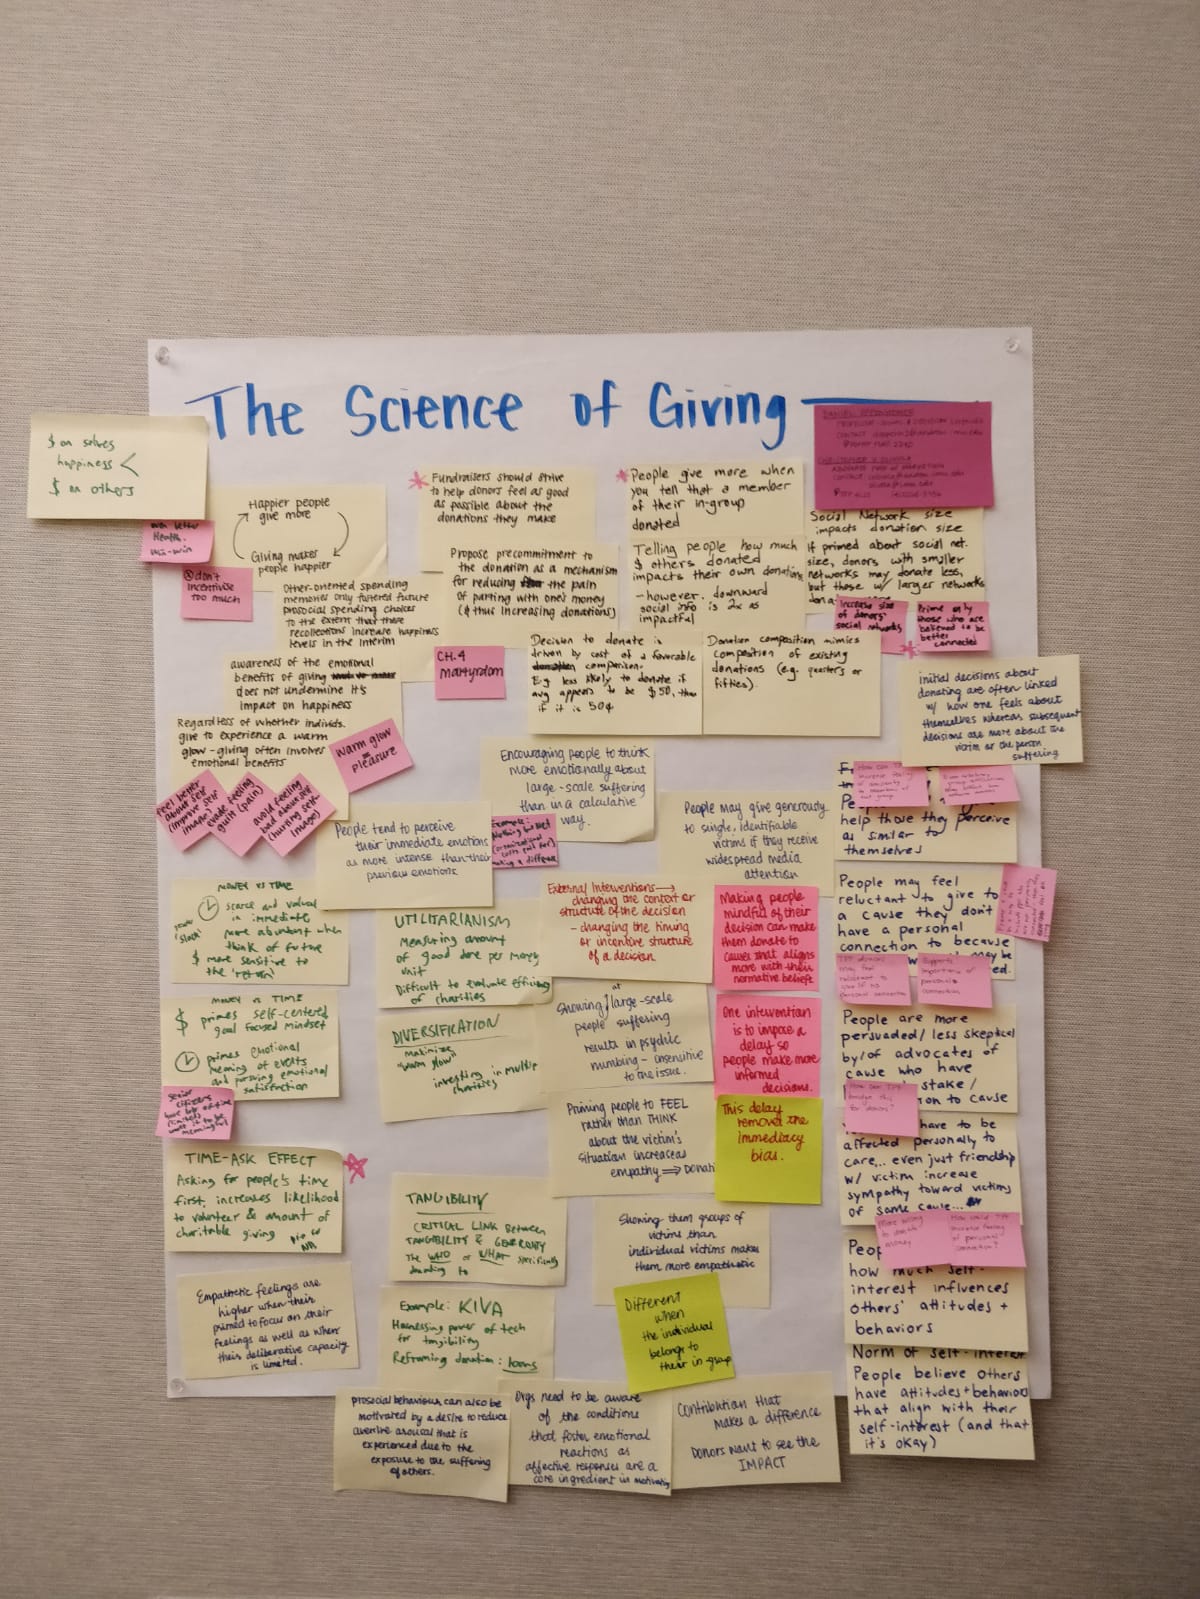 The Science of Giving
$ on selves
happiness <
$ on others
even better
Health.
Win-win
Happier people
give more
Giving makes
people happier
don't
incentivise
too much
Other-oriented spending
memories only fostered future
prosocial spending choices
to the extent that these
recollections increase happiness
levels in the interim
awareness of the emotional
benefits of giving
does not undermine it's
impact on happiness
Regardless of whether individs.
give to experience a warm
glow - giving often involves
emotional benefits
Warm glow
= pleasure
Feel better
about self
(improve self
image)
evade feeling
guilt (pain)
avoid feeling
bad about self
(hurting self-
image)
Fundraisers should strive
to help donors feel as good
as possible about the
donations they make
Propose precommitment to
the donation as a mechanism
for reducing the pain
of parting with one's money
(& thus increasing donations)
CH.4
Martyrdom
People give more when
you tell that a member
of their in-group
donated
Telling people how much
$ others donated
impacts their own donations
- however, downward
social info is 2x as
impactful
Decision to donate is
driven by cost of a favorable
comparison.
E.g. less likely to donate if
avg appears to be $50, than
if it is 50¢
Donation composition mimics
composition of existing
donations (e.g. quarters or
fifties).
Social Network size
impacts donation size
If primed about social net.
size, donors with smaller
networks may donate less,
but those w/ larger networks
Increase size
of donors'
social networks
Prime only
those who are
believed to be
better
connected
initial decisions about
donating are often linked
w/ how one feels about
themselves whereas subsequent
decisions are more about the
victim or the person
suffering
Encouraging people to think
more emotionally about
large-scale suffering
than in a calculative
way.
People tend to perceive
their immediate emotions
as more intense than their
previous emotions.
People may give generously
to single, identifiable
victims if they receive
widespread media
attention
help those they perceive
as similar to
themselves
MONEY VS TIME
scarce and valued
in immediate
more abundant when
think of future
$ more sensitive to
the 'return'
MONEY vs TIME
$ primes self-centered
goal focused mindset
primes emotional
meaning of events
and pursuing emotional
satisfaction
Senior
citizens
TIME-ASK EFFECT
Asking for people's time
first, increases likelihood
to volunteer & amount of
charitable giving
Empathetic feelings are
higher when their
primed to focus on their
feelings as well as when
their deliberative capacity
is limited.
UTILITARIANISM
Measuring amount
of good done per money
unit
Difficult to evaluate efficiency
of charities
DIVERSIFICATION
maximize
"warm glow"
investing in multiple
charities
TANGIBILITY
CRITICAL LINK BETWEEN
TANGIBILITY & GENEROSITY
The WHO or WHAT specifically
donating to
Example: KIVA
Harnessing power of tech
for tangibility
Reframing donation: loans
External Interventions →
changing the context or
structure of the decision
- changing the timing
or incentive structure
of a decision
Making people
mindful of their
decision can make
them donate to
causes that aligns
more with their
normative beliefs
Showing at large-scale
people suffering
results in psychic
numbing - insensitive
to the issue.
One intervention
is to impose a
delay so
people make more
informed
decisions.
Priming people to FEEL
rather than THINK
about the victim's
situation increases
empathy ⟹ Donati
This delay
removes the
immediacy
bias.
Showing them groups of
victims than
individual victims makes
them more empathetic
Different
when
the individual
belongs to
their in-group
People may feel
reluctant to give to
a cause they don't
have a personal
connection to because
People are more
persuaded/less skeptical
by/of advocates of
cause who have
stake/
have to be
affected personally to
care... even just friendship
w/ victim increase
sympathy toward victims
of same cause...
how much self-
interest influences
others' attitudes +
behaviors
Norm of self-interest
People believe others
have attitudes + behaviors
that align with their
self-interest (and that
it's okay)
prosocial behaviour, can also be
motivated by a desire to reduce
aversive arousal that is
experienced due to the
exposure to the suffering
of others.
Orgs need to be aware
of the conditions
that foster emotional
reactions as
affective responses are a
core ingredient in motivating
Contribution that
makes a difference
Donors want to see the
IMPACT